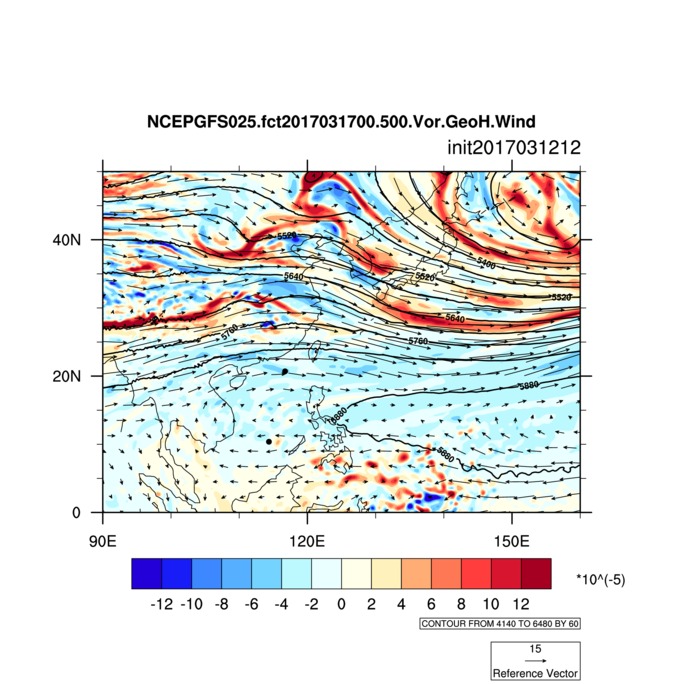 NCEPGFS025.fct2017031700.500.Vor.GeoH.Wind
init2017031212
40N
5520
5400
5640
5520
5520
5640
5760
5760
20N
5880
5880
5880
0
90E
120E
150E
-12 -10 -8 -6 -4 -2 0 2 4 6 8 10 12
*10^(-5)
CONTOUR FROM 4140 TO 6480 BY 60
15
Reference Vector